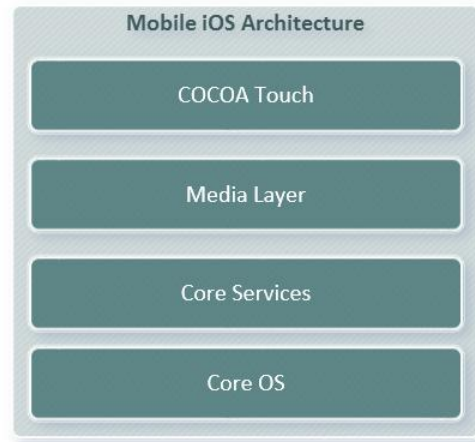 Mobile iOS Architecture
COCOA Touch
Media Layer
Core Services
Core OS